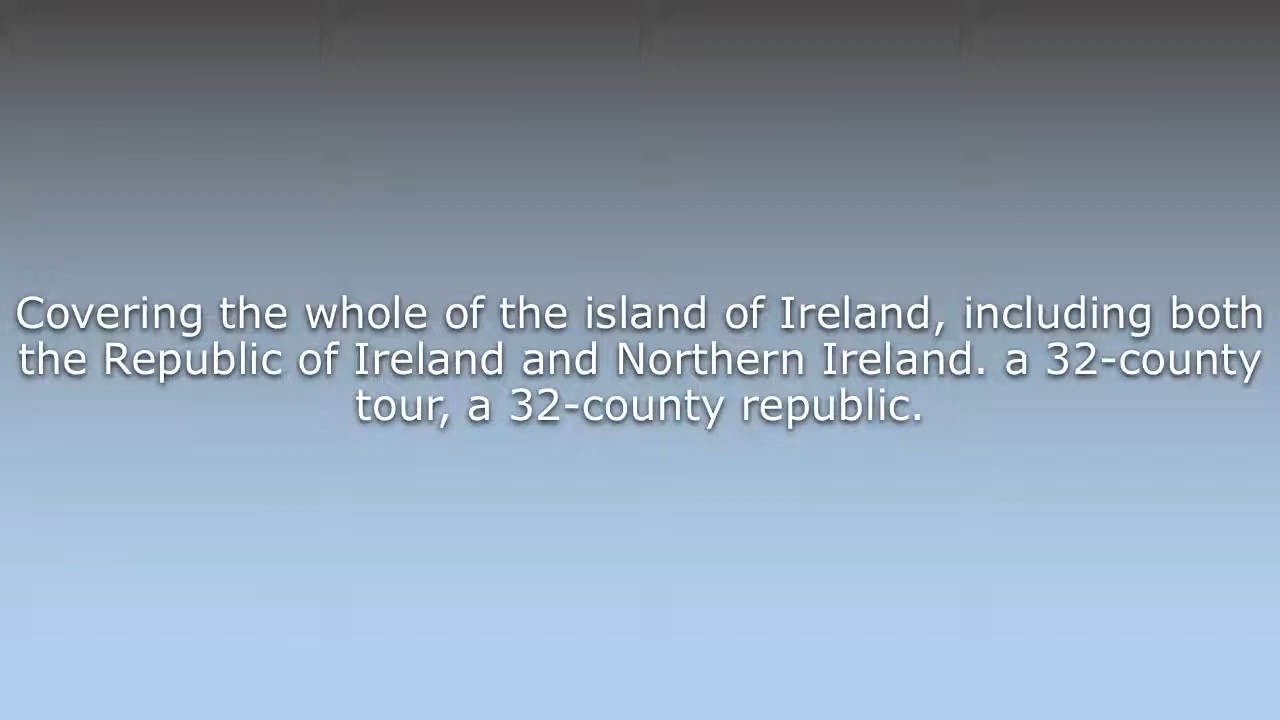 Covering the whole of the island of Ireland, including both
the Republic of Ireland and Northern Ireland. a 32-county
tour, a 32-county republic.